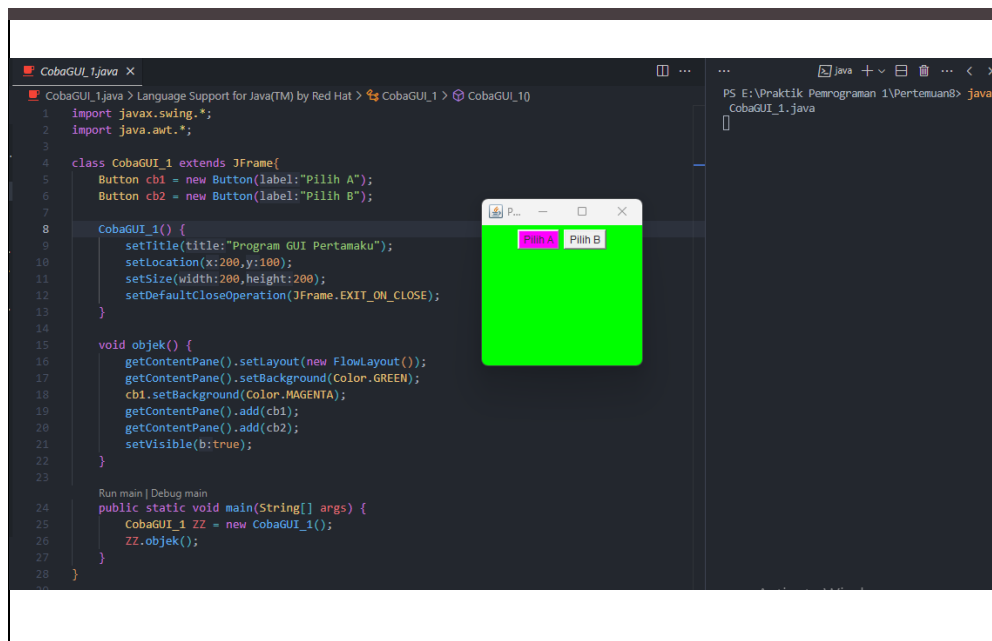 CobaGUI_1.java
CobaGUI_1.java > Language Support for Java(TM) by Red Hat > CobaGUI_1 > CobaGUI_1()
1 import javax.swing.*;
2 import java.awt.*;
3
4 class CobaGUI_1 extends JFrame{
5 Button cb1 = new Button(label:"Pilih A");
6 Button cb2 = new Button(label:"Pilih B");
7
8 CobaGUI_1() {
9 setTitle(title:"Program GUI Pertamaku");
10 setLocation(x:200,y:100);
11 setSize(width:200,height:200);
12 setDefaultCloseOperation(JFrame.EXIT_ON_CLOSE);
13 }
14
15 void objek() {
16 getContentPane().setLayout(new FlowLayout());
17 getContentPane().setBackground(Color.GREEN);
18 cb1.setBackground(Color.MAGENTA);
19 getContentPane().add(cb1);
20 getContentPane().add(cb2);
21 setVisible(b:true);
22 }
23
Run main | Debug main
24 public static void main(String[] args) {
25 CobaGUI_1 ZZ = new CobaGUI_1();
26 ZZ.objek();
27 }
28 }
P...
Pilih A Pilih B
java
PS E:\Praktik Pemrograman 1\Pertemuan8> java
CobaGUI_1.java